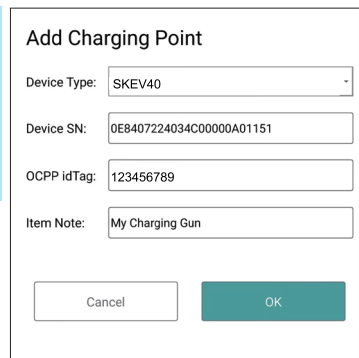 Add Charging Point
Device Type: SKEV40
Device SN: 0E8407224034C00000A01151
OCPP idTag: 123456789
Item Note: My Charging Gun
Cancel OK